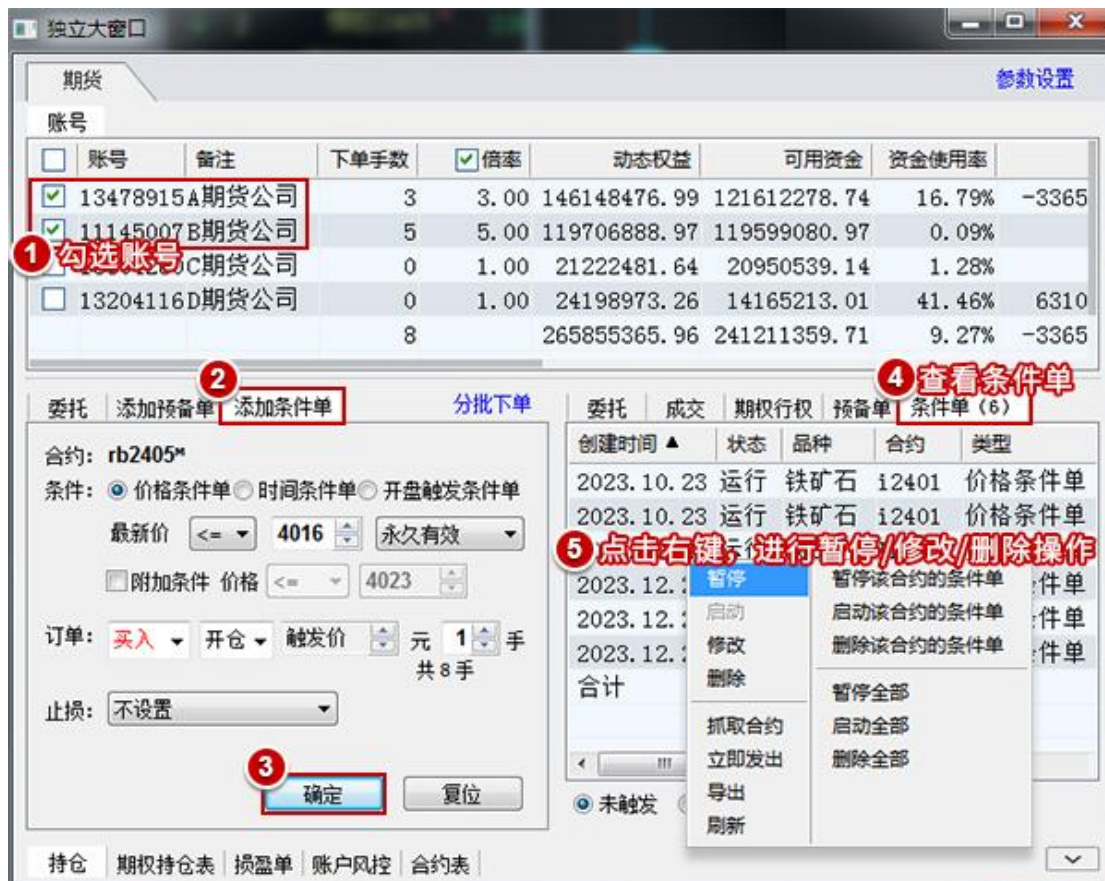 独立大窗口
期货
参数设置
账号
账号 备注 下单手数 倍率 动态权益 可用资金 资金使用率
13478915 A期货公司 3 3.00 146148476.99 121612278.74 16.79% -3365
11145007 B期货公司 5 5.00 119706888.97 119599080.97 0.09%
1 勾选账号
C期货公司 0 1.00 21222481.64 20950539.14 1.28%
13204116 D期货公司 0 1.00 24198973.26 14165213.01 41.46% 6310
8 265855365.96 241211359.71 9.27% -3365
2
4 查看条件单
委托 添加预备单 添加条件单 分批下单
合约: rb2405ᴹ
条件: 价格条件单 时间条件单 开盘触发条件单
最新价 <= 4016 永久有效
附加条件 价格 <= 4023
订单: 买入 开仓 触发价 元 1 手
共 8 手
止损: 不设置
3
确定 复位
委托 成交 期权行权 预备单 条件单 (6)
创建时间 ▲ 状态 品种 合约 类型
2023.10.23 运行 铁矿石 i2401 价格条件单
2023.10.23 运行 铁矿石 i2401 价格条件单
5 点击右键，进行暂停/修改/删除操作
2023.12. 件单
2023.12. 件单
2023.12. 件单
合计
暂停 暂停该合约的条件单
启动 启动该合约的条件单
修改 删除该合约的条件单
删除
暂停全部
抓取合约 启动全部
立即发出 删除全部
导出
刷新
未触发
持仓 期权持仓表 损盈单 账户风控 合约表